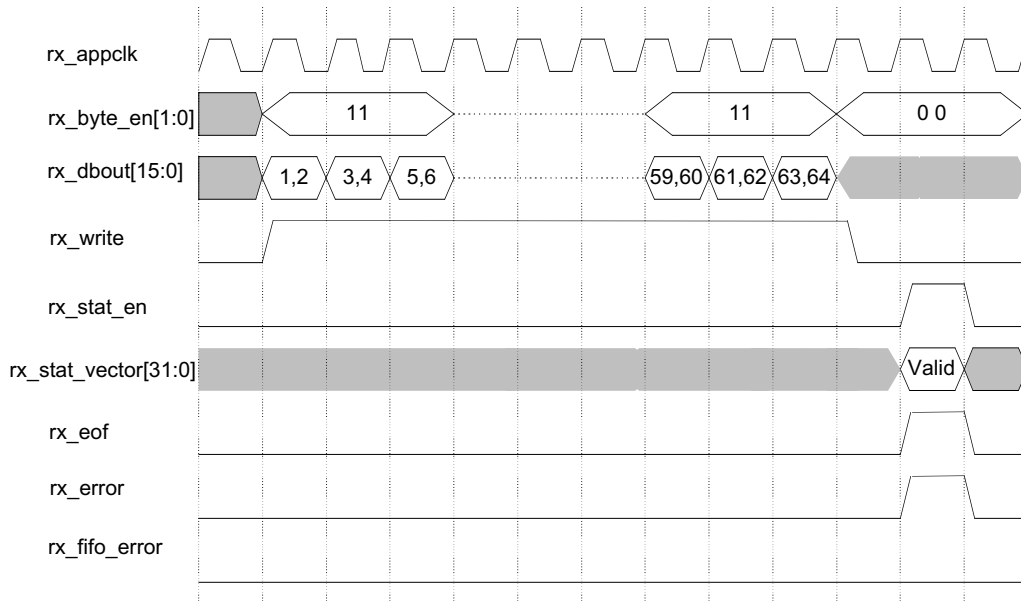 rx_appclk
rx_byte_en[1:0] 11 11 0 0
rx_dbout[15:0] 1,2 3,4 5,6 59,60 61,62 63,64
rx_write
rx_stat_en
rx_stat_vector[31:0] Valid
rx_eof
rx_error
rx_fifo_error